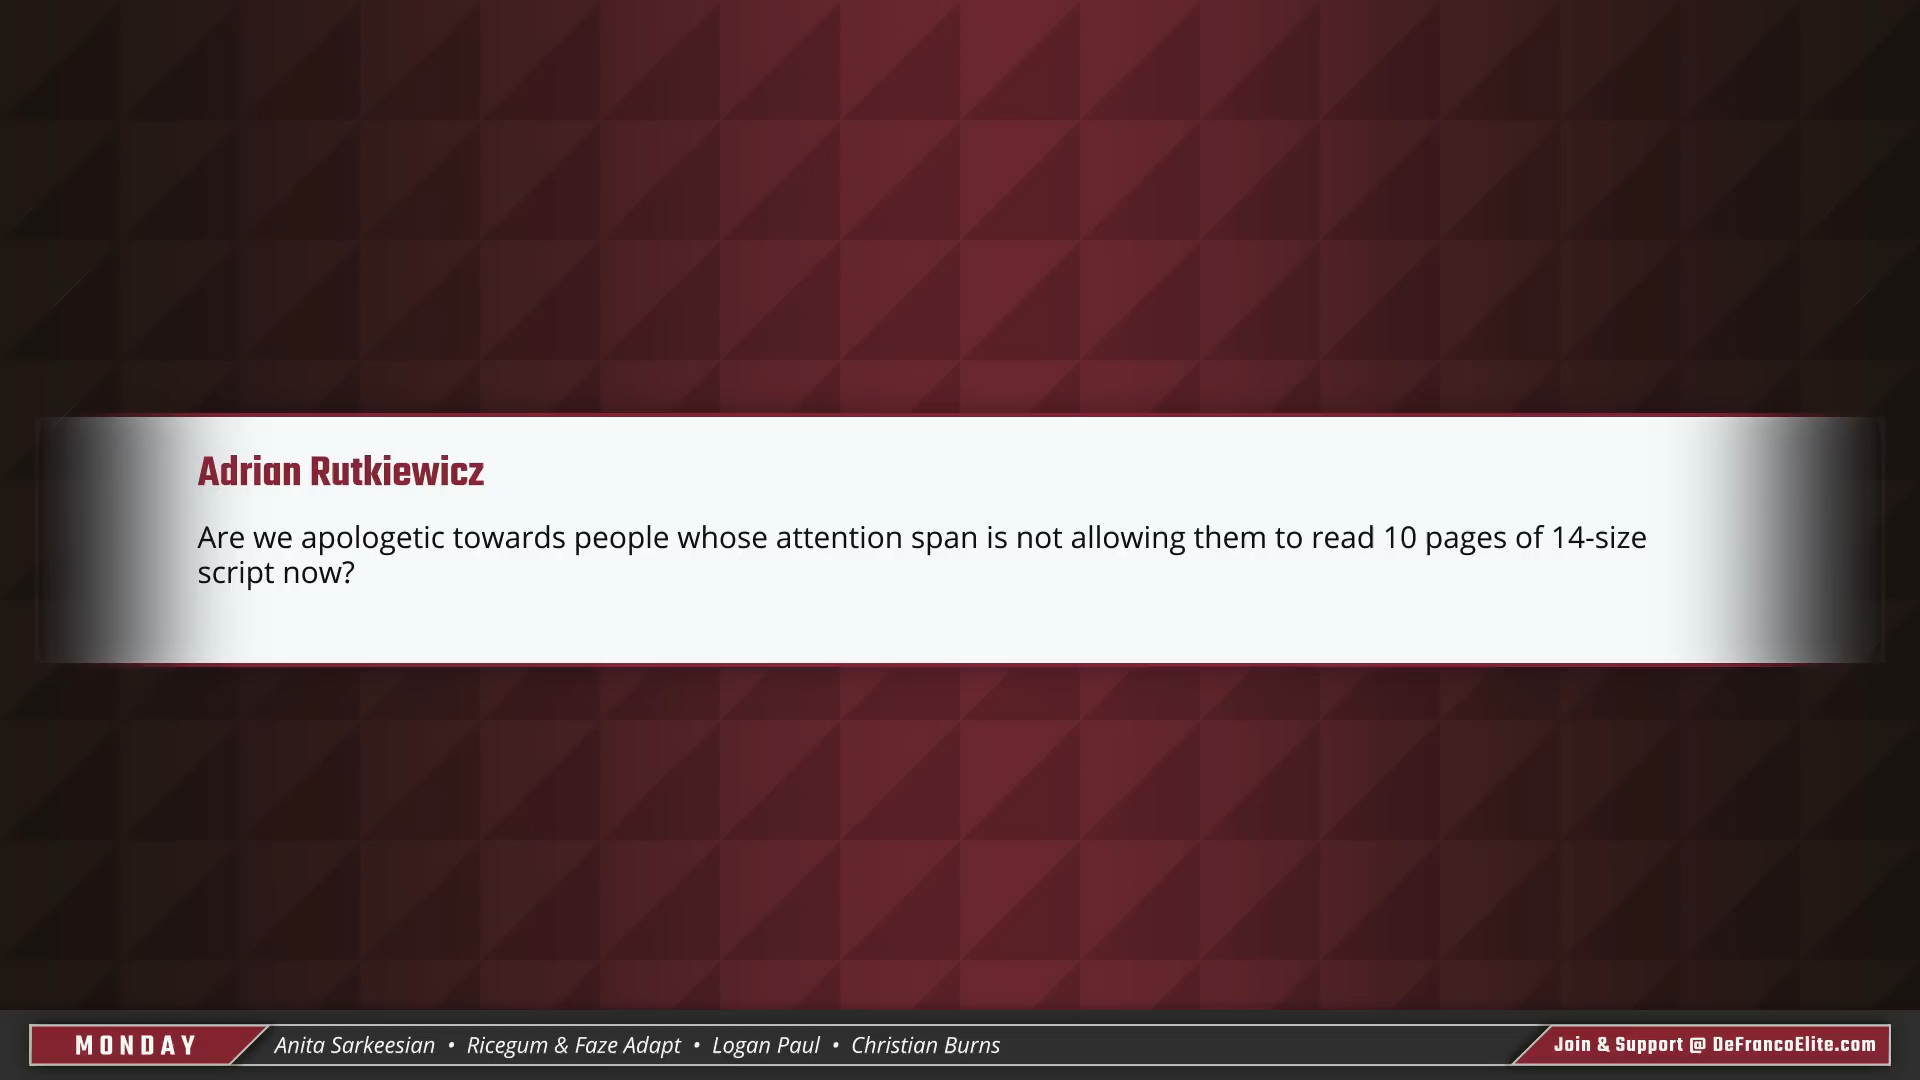 Adrian Rutkiewicz
Are we apologetic towards people whose attention span is not allowing them to read 10 pages of 14-size
script now?
MONDAY
Anita Sarkeesian • Ricegum & Faze Adapt • Logan Paul • Christian Burns
Join & Support @ DeFrancoElite.com